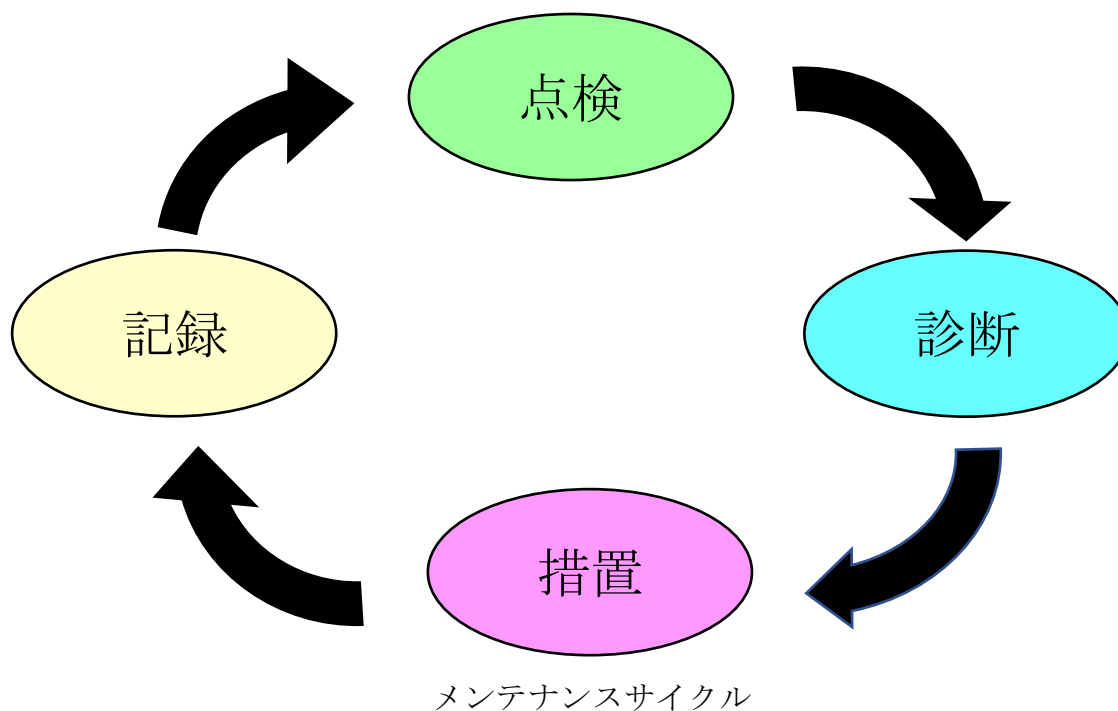 点検
診断
措置
記録
メンテナンスサイクル